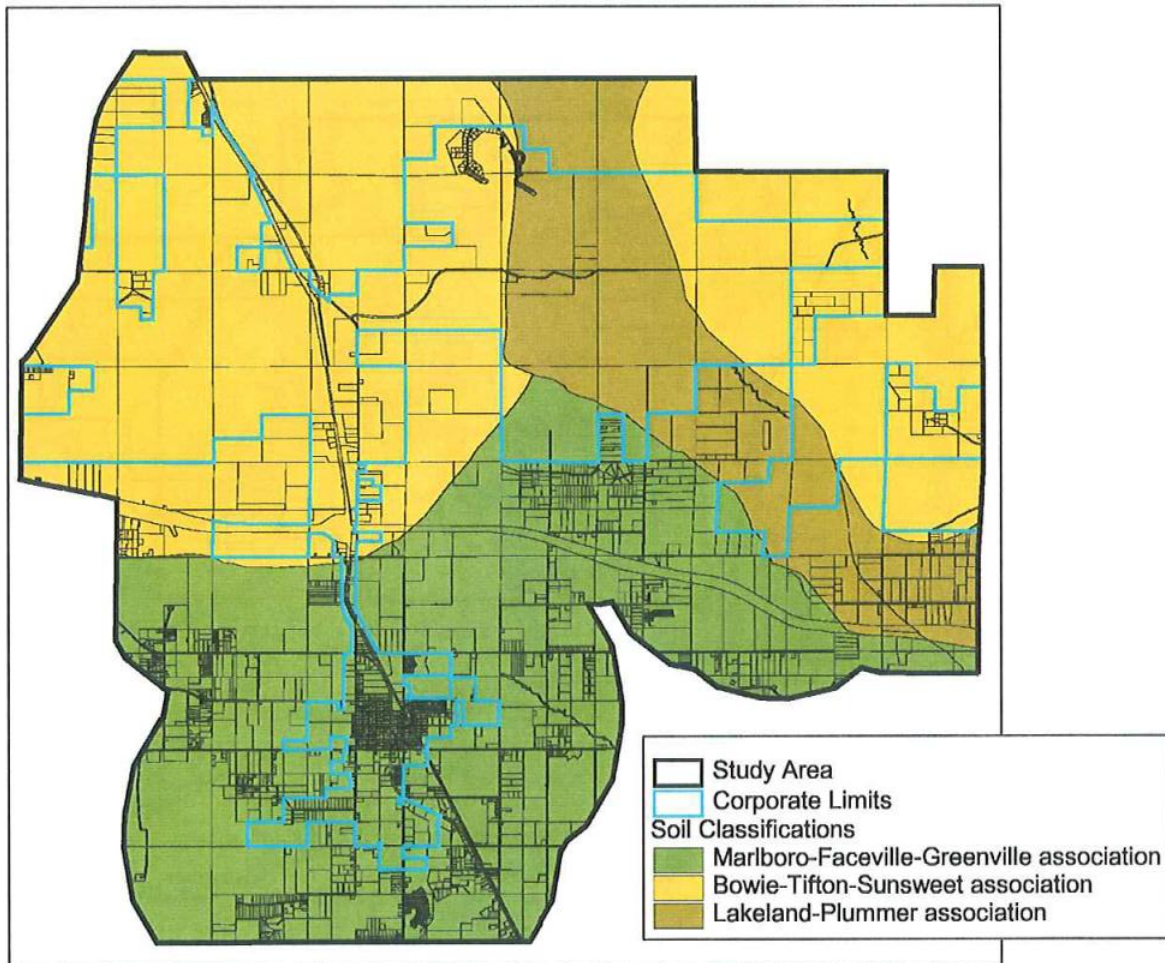 Study Area
Corporate Limits
Soil Classifications
Marlboro-Faceville-Greenville association
Bowie-Tifton-Sunsweet association
Lakeland-Plummer association